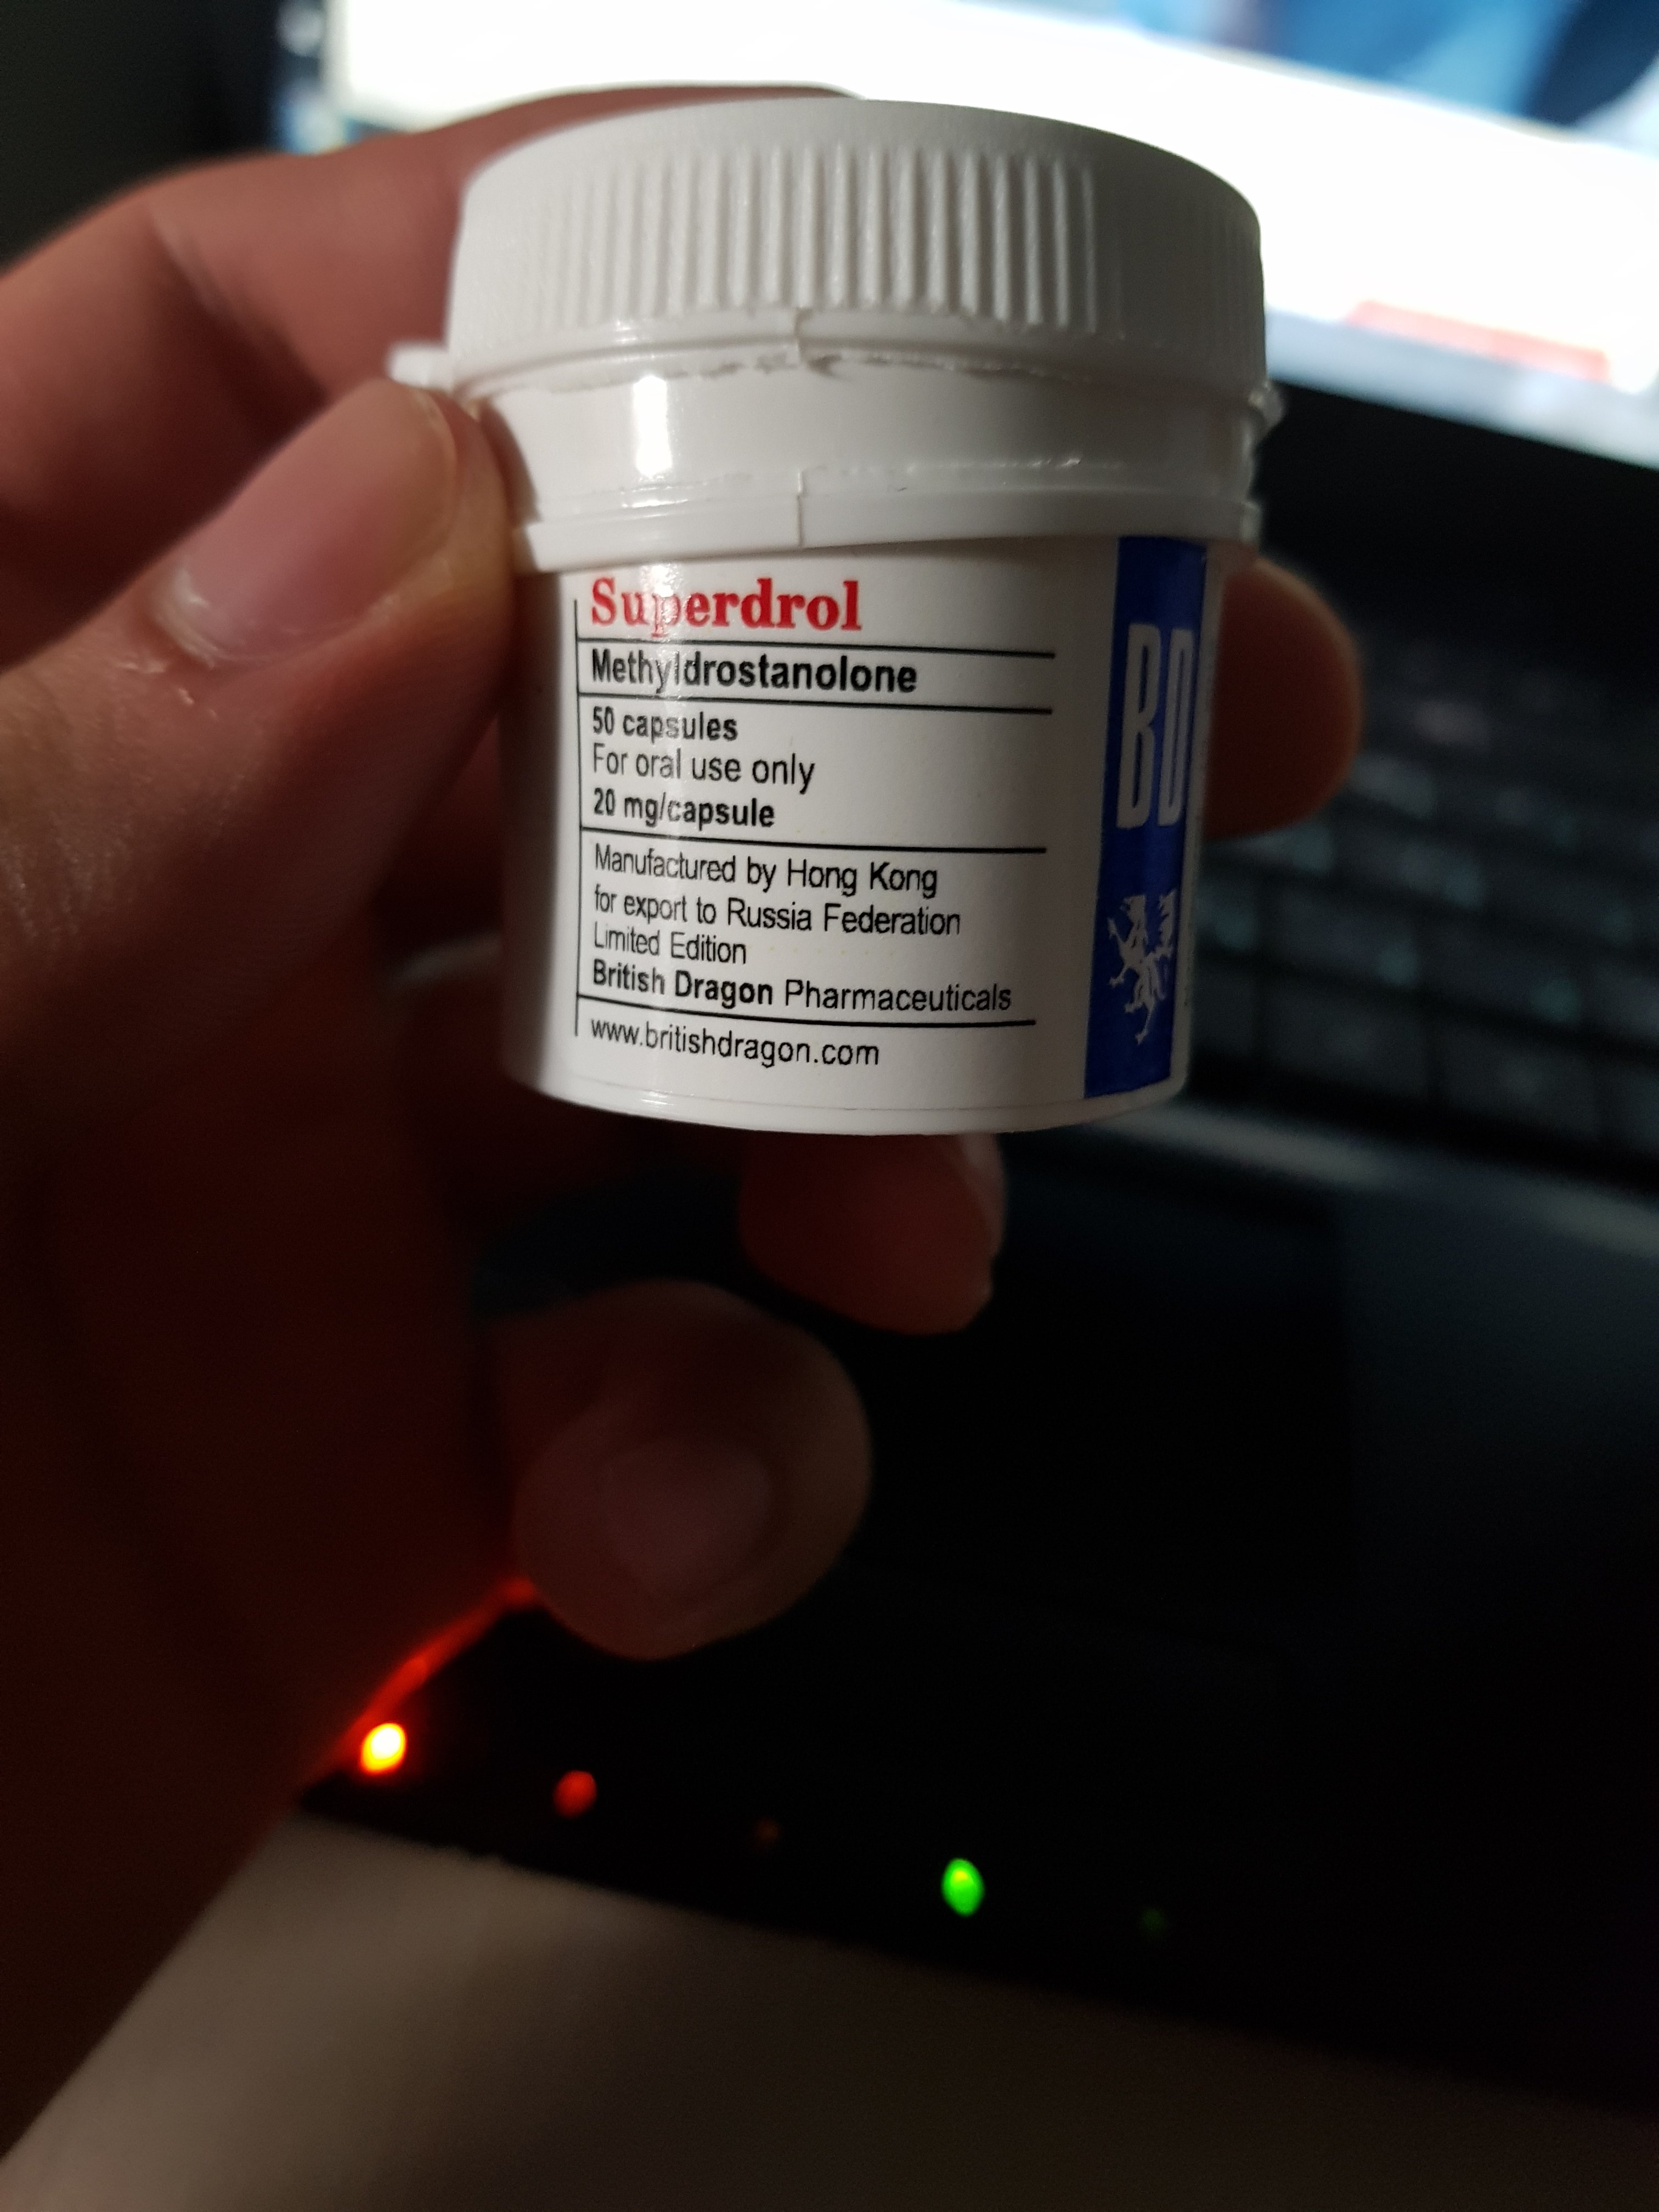 Superdrol
Methyldrostanolone
50 capsules
For oral use only
20 mg/capsule
Manufactured by Hong Kong
for export to Russia Federation
Limited Edition
British Dragon Pharmaceuticals
www.britishdragon.com
BD